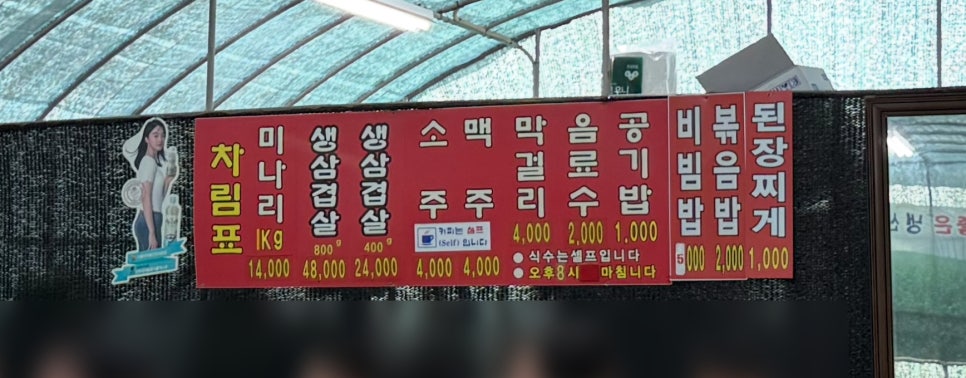 차림표
미나리 1Kg 14,000
생삼겹살 800g 48,000
생삼겹살 400g 24,000
소주 4,000
맥주 4,000
커피는 셀프
(Self) 입니다
막걸리 4,000
음료수 2,000
공기밥 1,000
● 식수는셀프입니다
● 오후8시 마침니다
비빔밥 5000
볶음밥 2,000
된장찌게 1,000